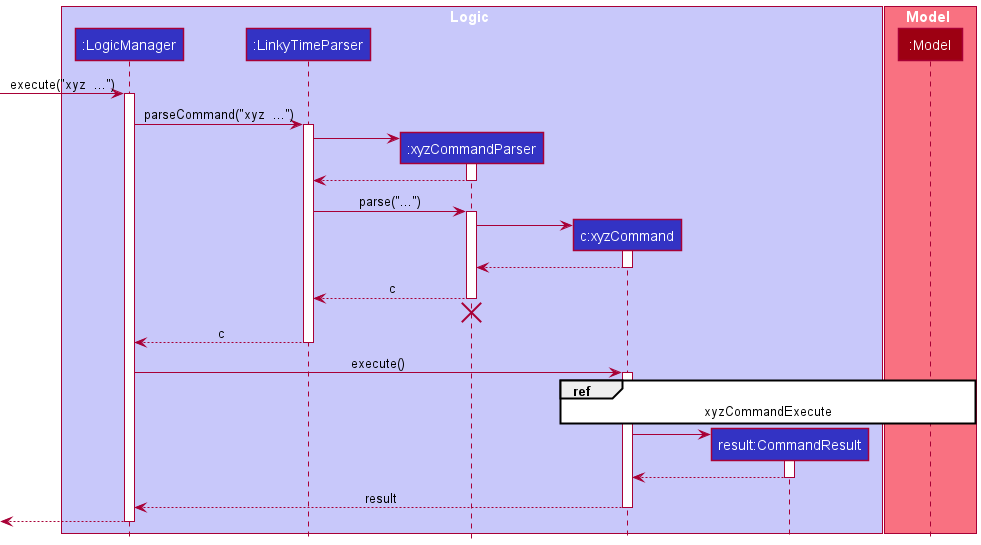 Logic
Model
:LogicManager
:LinkyTimeParser
:Model
execute("xyz ...")
parseCommand("xyz ...")
:xyzCommandParser
parse("...")
c:xyzCommand
c
c
execute()
ref
xyzCommandExecute
result:CommandResult
result